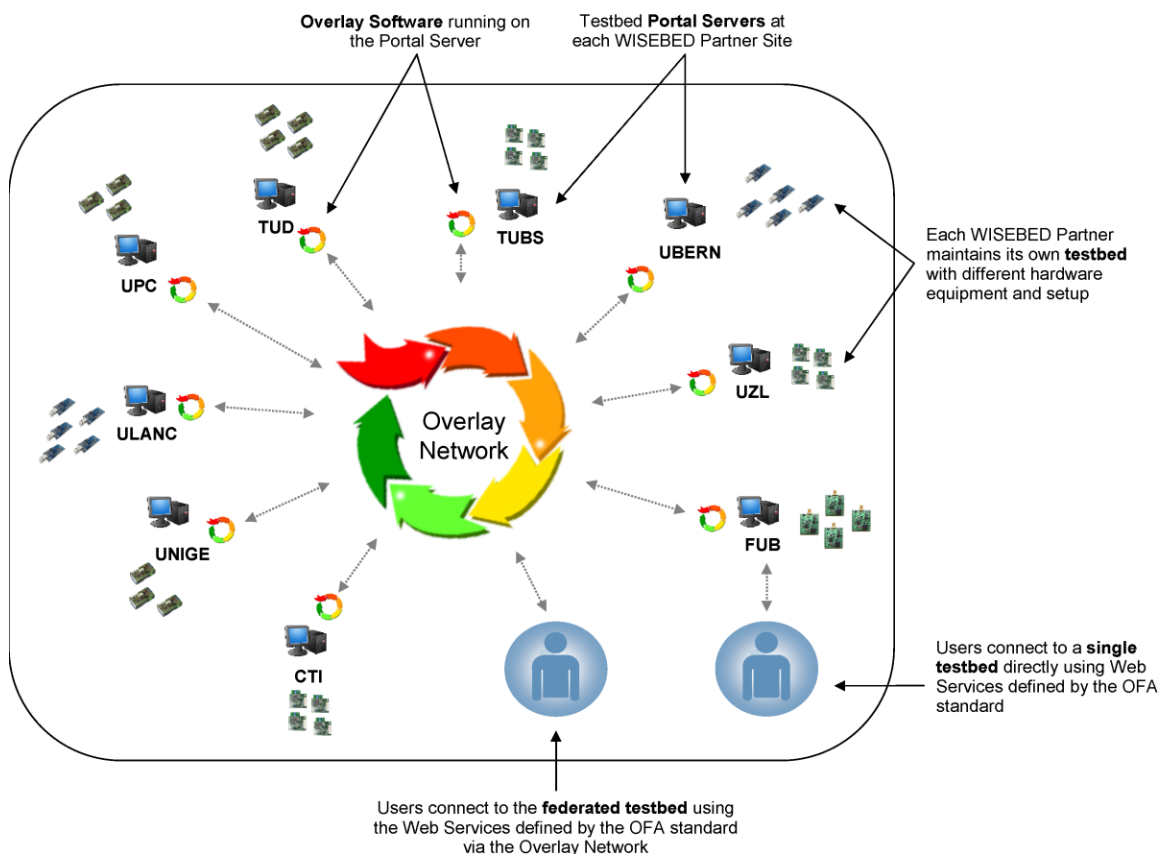 Overlay Software running on
the Portal Server
Testbed Portal Servers at
each WISEBED Partner Site
TUD
TUBS
UBERN
UPC
Each WISEBED Partner
maintains its own testbed
with different hardware
equipment and setup
UZL
ULANC
Overlay
Network
UNIGE
FUB
CTI
Users connect to a single
testbed directly using Web
Services defined by the OFA
standard
Users connect to the federated testbed using
the Web Services defined by the OFA standard
via the Overlay Network